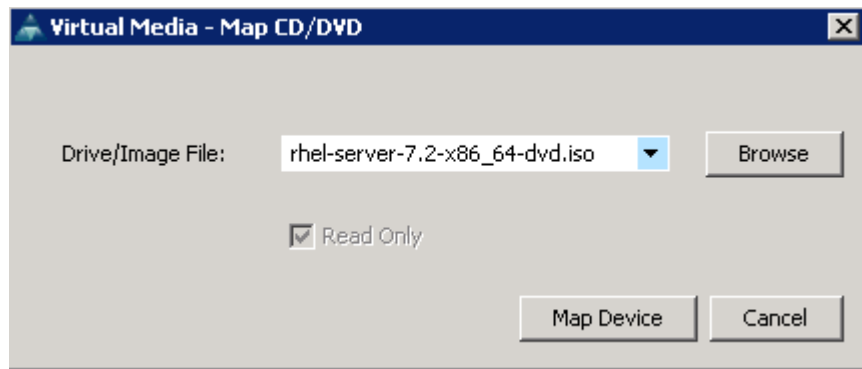 Virtual Media - Map CD/DVD
Drive/Image File: rhel-server-7.2-x86_64-dvd.iso Browse
Read Only
Map Device Cancel